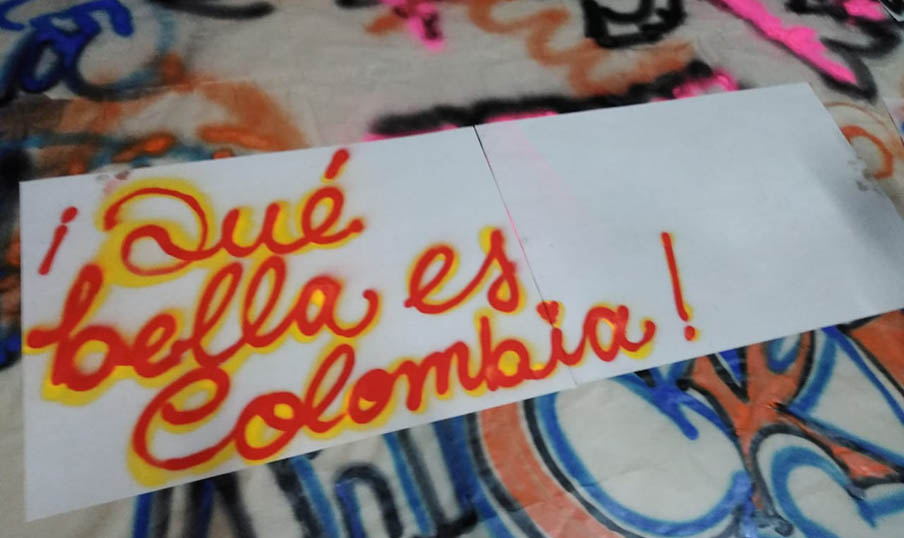 ¡Qué
bella es
Colombia!